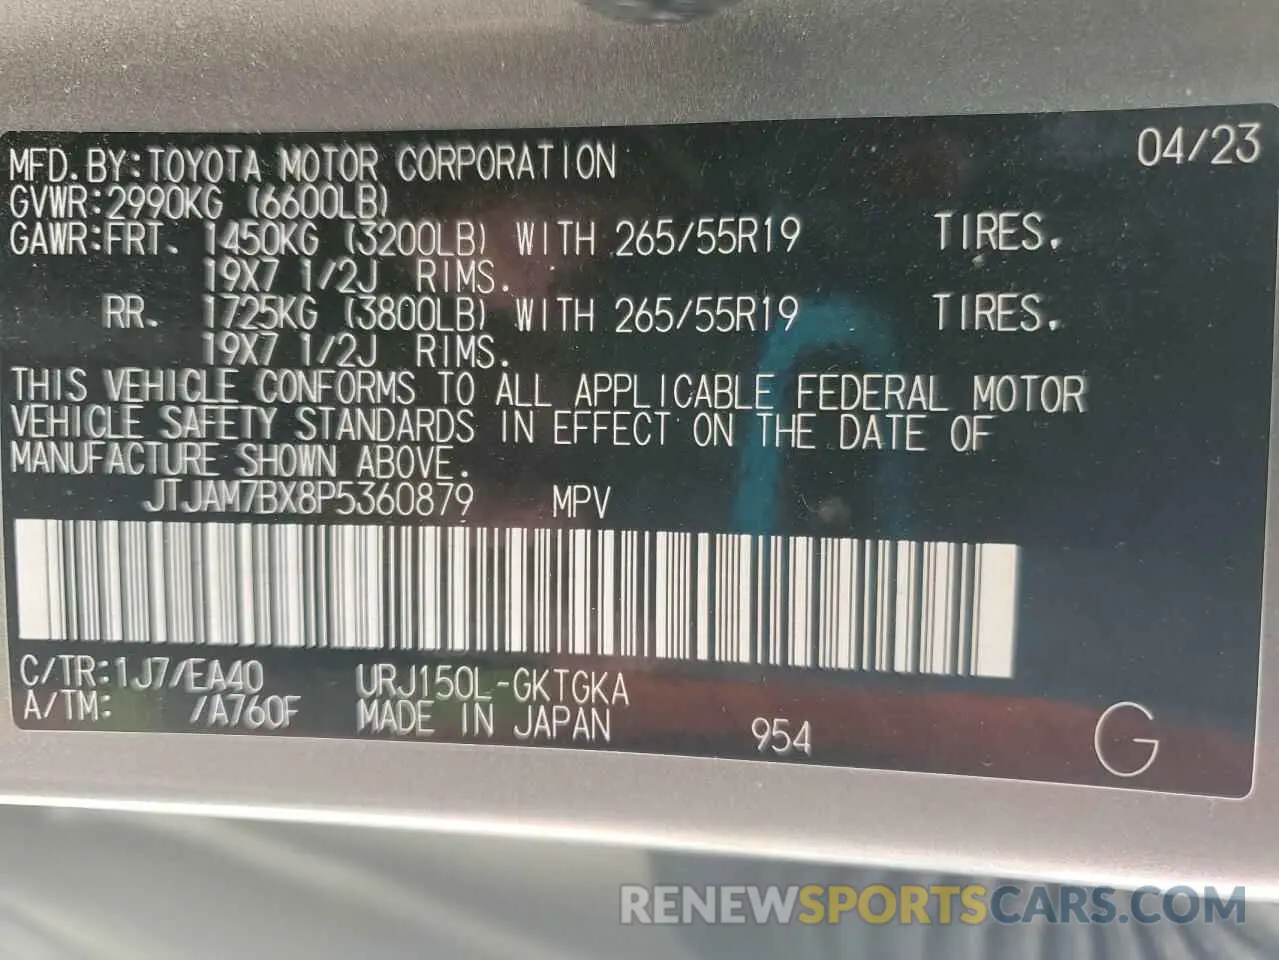 04/23
MFD. BY: TOYOTA MOTOR CORPORATION
GVWR: 2990KG (6600LB)
GAWR: FRT. 1450KG (3200LB) WITH 265/55R19 TIRES.
19X7 1/2J RIMS.
RR. 1725KG (3800LB) WITH 265/55R19 TIRES.
19X7 1/2J RIMS.
THIS VEHICLE CONFORMS TO ALL APPLICABLE FEDERAL MOTOR
VEHICLE SAFETY STANDARDS IN EFFECT ON THE DATE OF
MANUFACTURE SHOWN ABOVE.
JTJAM7BX8P5360879 MPV
C/TR: 1J7/EA40 URJ150L-GKTGKA
A/TM: /A760F MADE IN JAPAN 954 G
RENEWSPORTSCARS.COM